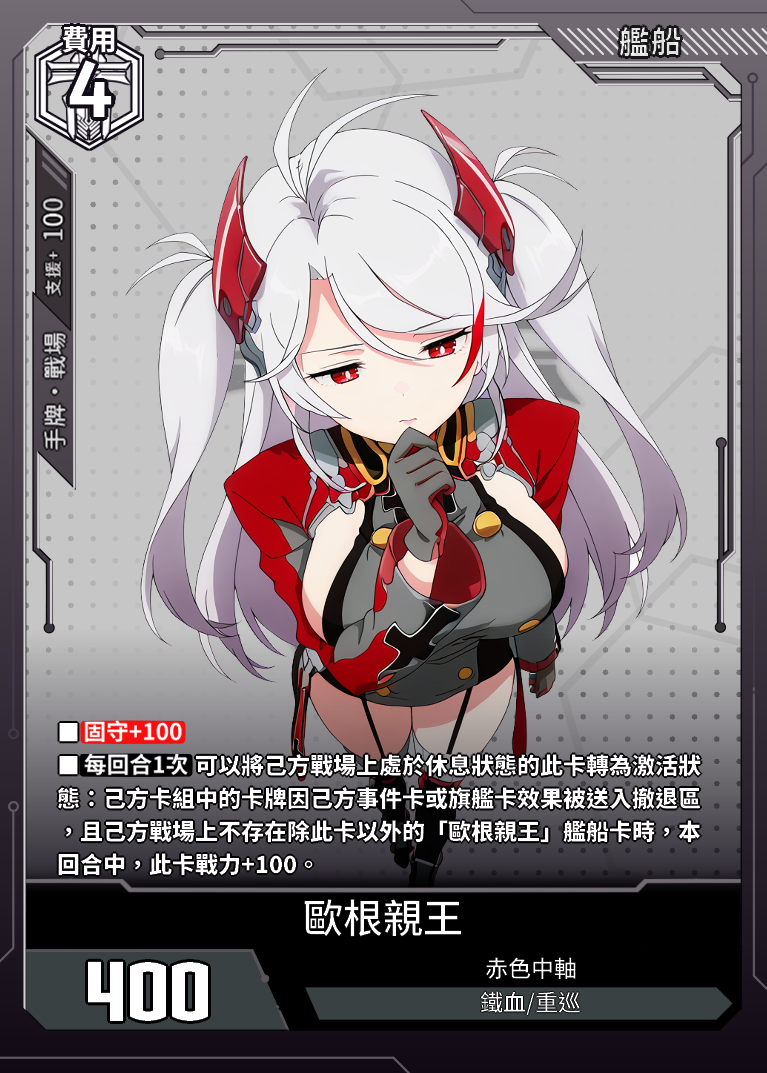 費用
4
艦船
支援+ 100
手牌・戰場
■固守+100
■每回合1次可以將己方戰場上處於休息狀態的此卡轉為激活狀
態：己方卡組中的卡牌因己方事件卡或旗艦卡效果被送入撤退區
，且己方戰場上不存在除此卡以外的「歐根親王」艦船卡時，本
回合中，此卡戰力+100。
歐根親王
400
赤色中軸
鐵血/重巡